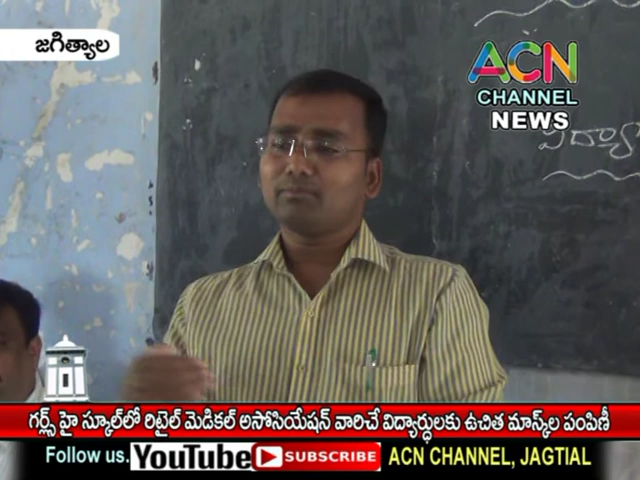 జగిత్యాల
ACN
CHANNEL
NEWS
గర్ల్స్ హై స్కూల్‌లో రిటైల్ మెడికల్ అసోసియేషన్ వారిచే విద్యార్థులకు ఉచిత మాస్క్‌ల పంపిణీ
Follow us. YouTube SUBSCRIBE ACN CHANNEL, JAGTIAL